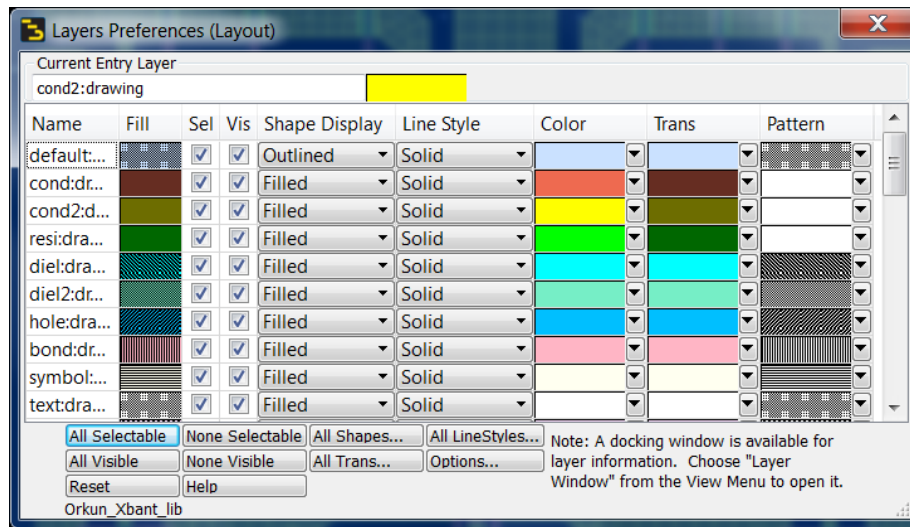 Layers Preferences (Layout)
X
Current Entry Layer
cond2:drawing
Name Fill Sel Vis Shape Display Line Style Color Trans Pattern
default:... Outlined Solid
cond:dr... Filled Solid
cond2:d... Filled Solid
resi:dra... Filled Solid
diel:dra... Filled Solid
diel2:dr... Filled Solid
hole:dra... Filled Solid
bond:dr... Filled Solid
symbol:... Filled Solid
text:dra... Filled Solid
All Selectable None Selectable All Shapes... All LineStyles...
All Visible None Visible All Trans... Options...
Reset Help
Note: A docking window is available for
layer information. Choose "Layer
Window" from the View Menu to open it.
Orkun_Xbant_lib